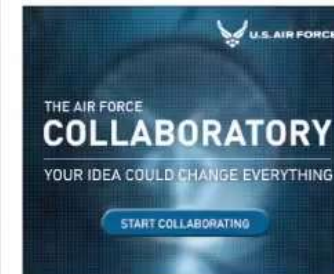 U.S. AIR FORCE
THE AIR FORCE
COLLABORATORY
YOUR IDEA COULD CHANGE EVERYTHING
START COLLABORATING